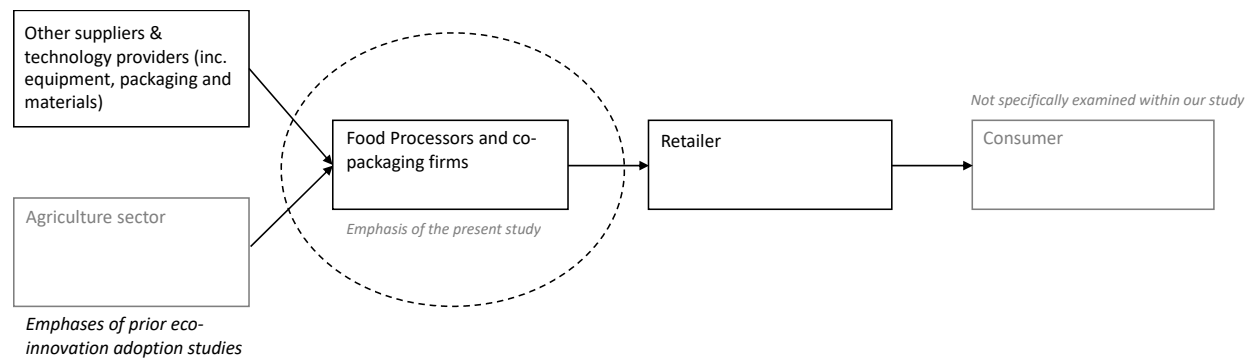 Other suppliers &
technology providers (inc.
equipment, packaging and
materials)
Agriculture sector
Emphases of prior eco-
innovation adoption studies
Food Processors and co-
packaging firms
Emphasis of the present study
Retailer
Not specifically examined within our study
Consumer